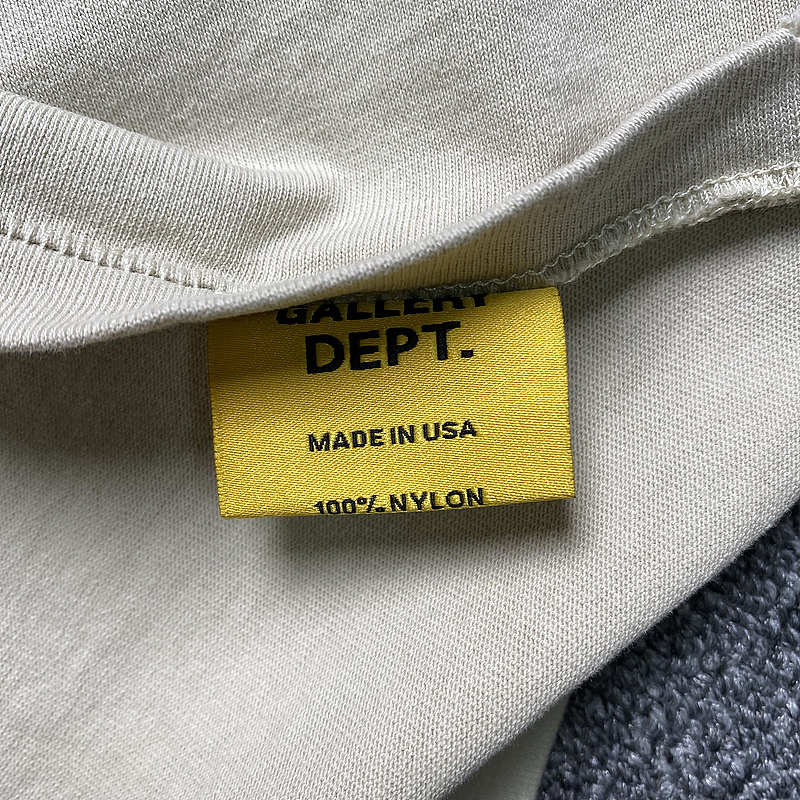 GALLERY
DEPT.
MADE IN USA
100% NYLON